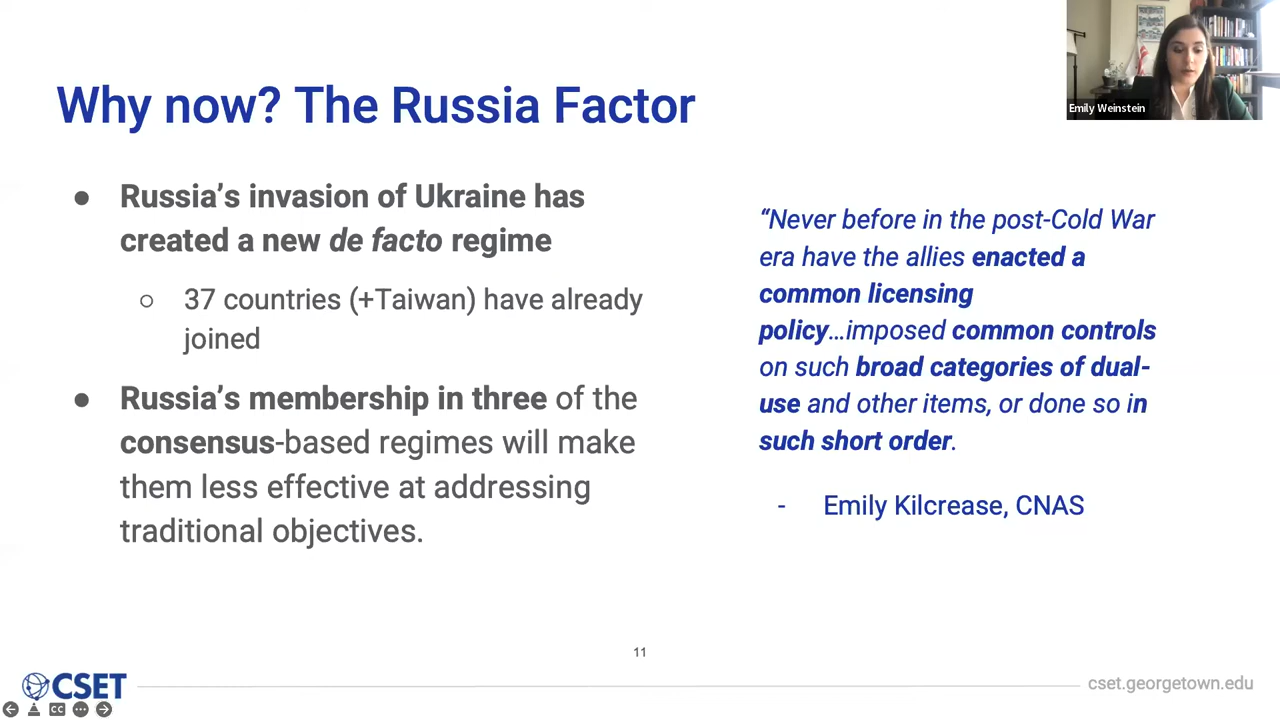 Emily Weinstein
Why now? The Russia Factor
● Russia’s invasion of Ukraine has
created a new de facto regime
○ 37 countries (+Taiwan) have already
joined
● Russia’s membership in three of the
consensus-based regimes will make
them less effective at addressing
traditional objectives.
“Never before in the post-Cold War
era have the allies enacted a
common licensing
policy…imposed common controls
on such broad categories of dual-
use and other items, or done so in
such short order.
- Emily Kilcrease, CNAS
11
CSET
cset.georgetown.edu
CC